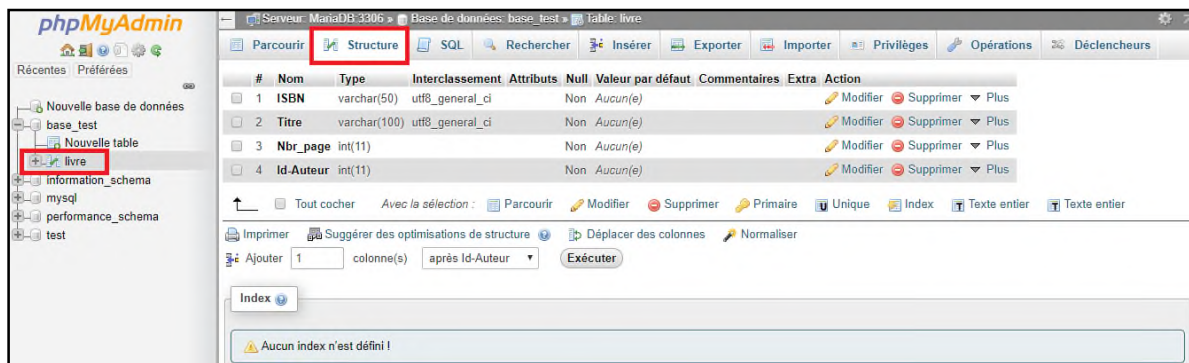 phpMyAdmin
Récentes Préférées
Nouvelle base de données
base_test
Nouvelle table
livre
information_schema
mysql
performance_schema
test
Serveur: MariaDB:3306 » Base de données: base_test » Table: livre
Parcourir Structure SQL Rechercher Insérer Exporter Importer Privilèges Opérations Déclencheurs
# Nom Type Interclassement Attributs Null Valeur par défaut Commentaires Extra Action
1 ISBN varchar(50) utf8_general_ci Non Aucun(e) Modifier Supprimer Plus
2 Titre varchar(100) utf8_general_ci Non Aucun(e) Modifier Supprimer Plus
3 Nbr_page int(11) Non Aucun(e) Modifier Supprimer Plus
4 Id-Auteur int(11) Non Aucun(e) Modifier Supprimer Plus
Tout cocher Avec la sélection : Parcourir Modifier Supprimer Primaire Unique Index Texte entier Texte entier
Imprimer Suggérer des optimisations de structure Déplacer des colonnes Normaliser
Ajouter 1 colonne(s) après Id-Auteur Exécuter
Index
Aucun index n'est défini !